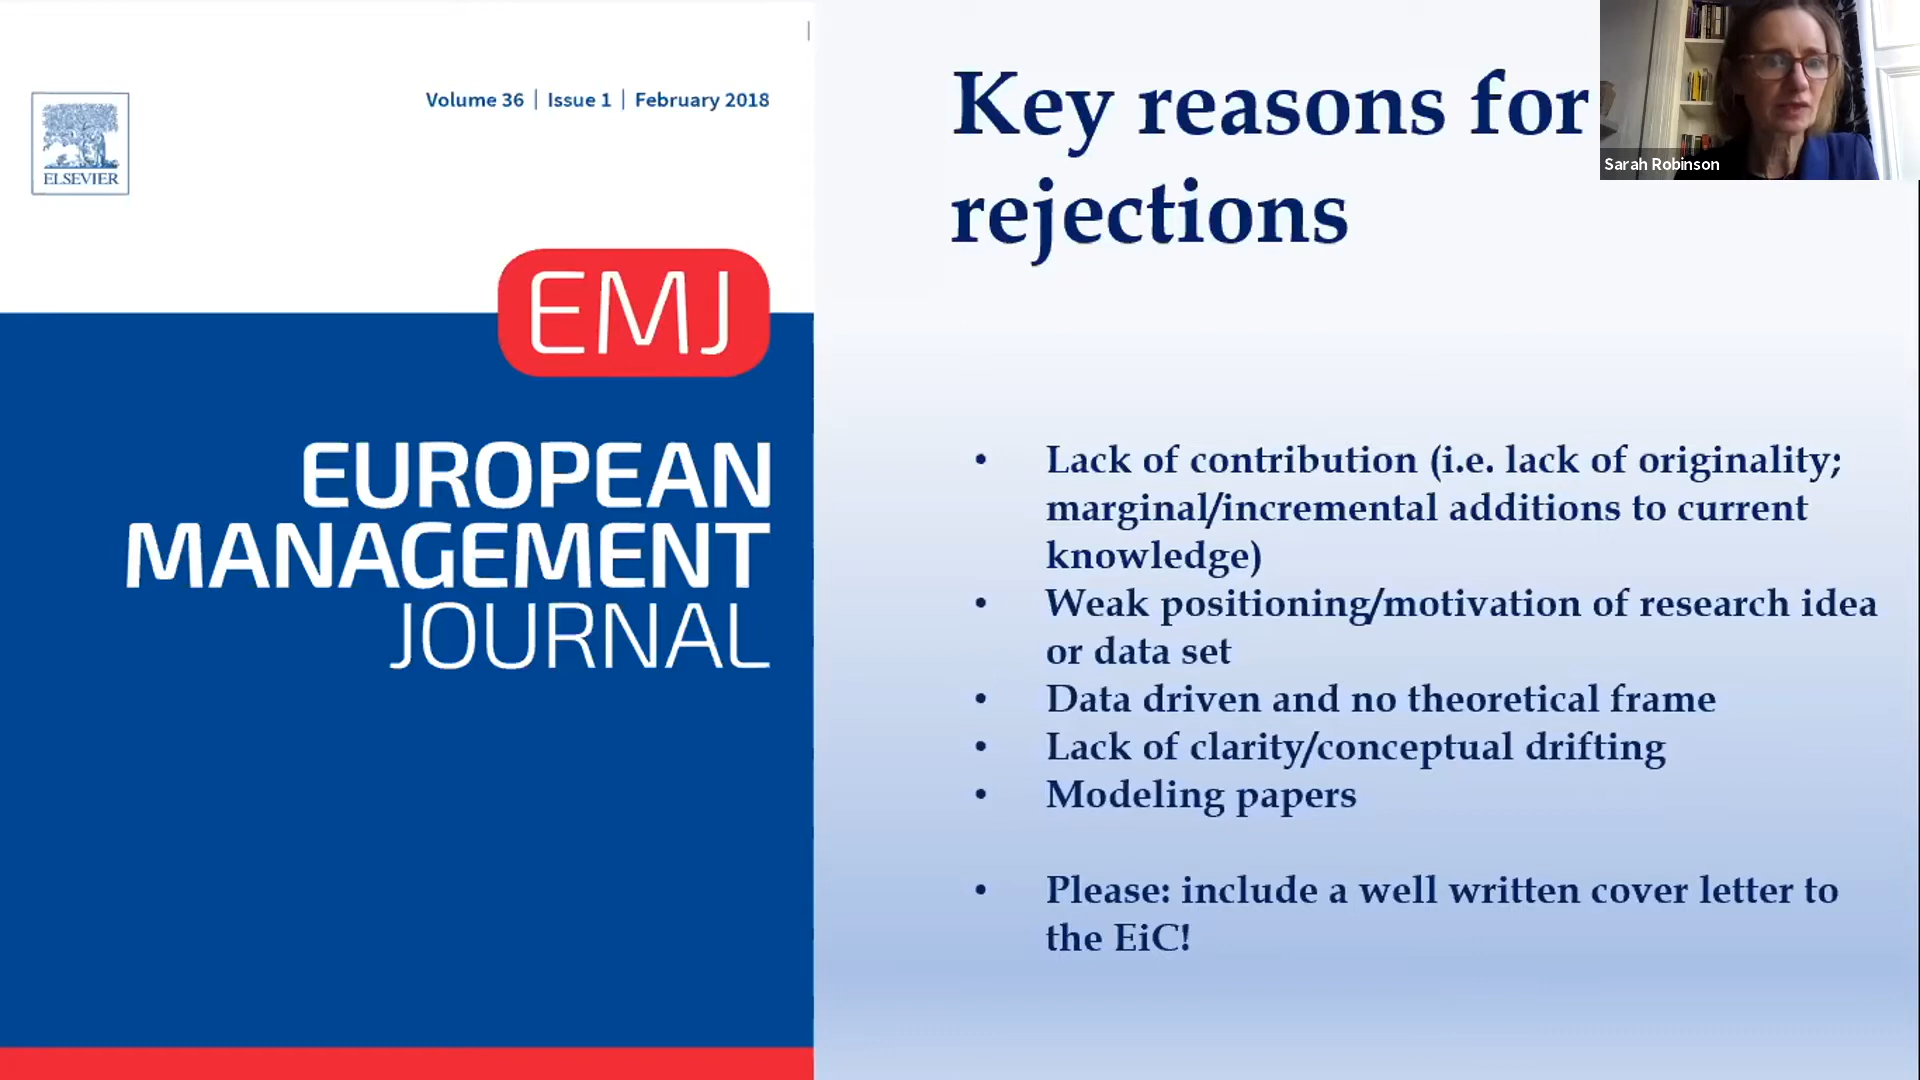 Volume 36 | Issue 1 | February 2018
ELSEVIER
EMJ
EUROPEAN
MANAGEMENT
JOURNAL
Key reasons for
rejections
• Lack of contribution (i.e. lack of originality;
marginal/incremental additions to current
knowledge)
• Weak positioning/motivation of research idea
or data set
• Data driven and no theoretical frame
• Lack of clarity/conceptual drifting
• Modeling papers
• Please: include a well written cover letter to
the EiC!
Sarah Robinson